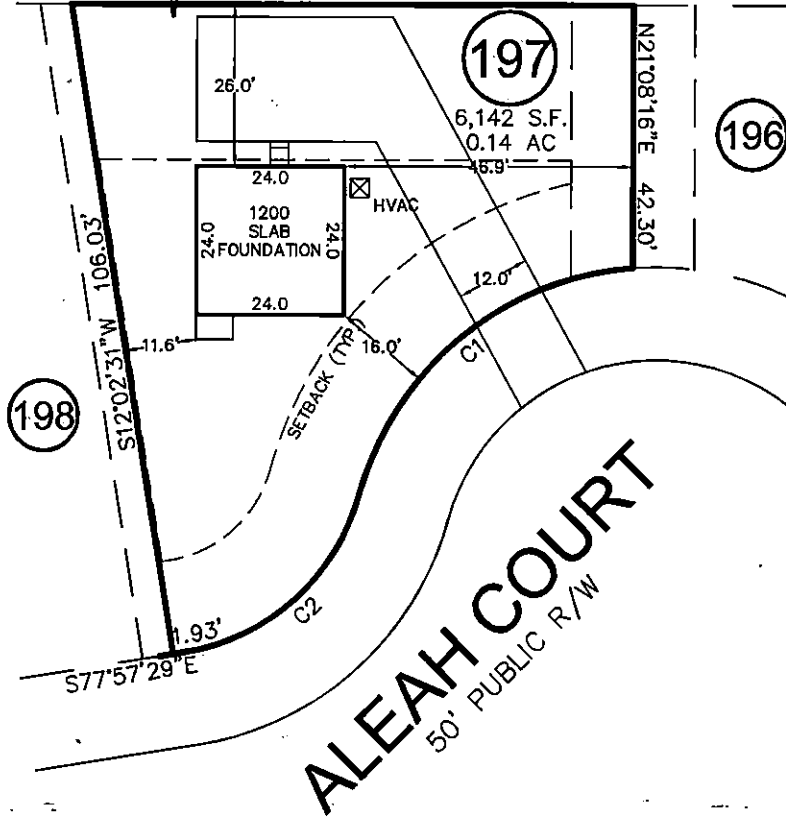 197
6,142 S.F.
0.14 AC
196
N21°08'16"E 42.30'
26.0'
46.9'
24.0
HVAC
1200
SLAB
FOUNDATION
24.0
24.0
24.0
12.0'
S12°02'31"W 106.03'
11.6'
16.0'
C1
SETBACK (TYP.)
198
C2
1.93'
S77°57'29"E
ALEAH COURT
50' PUBLIC R/W